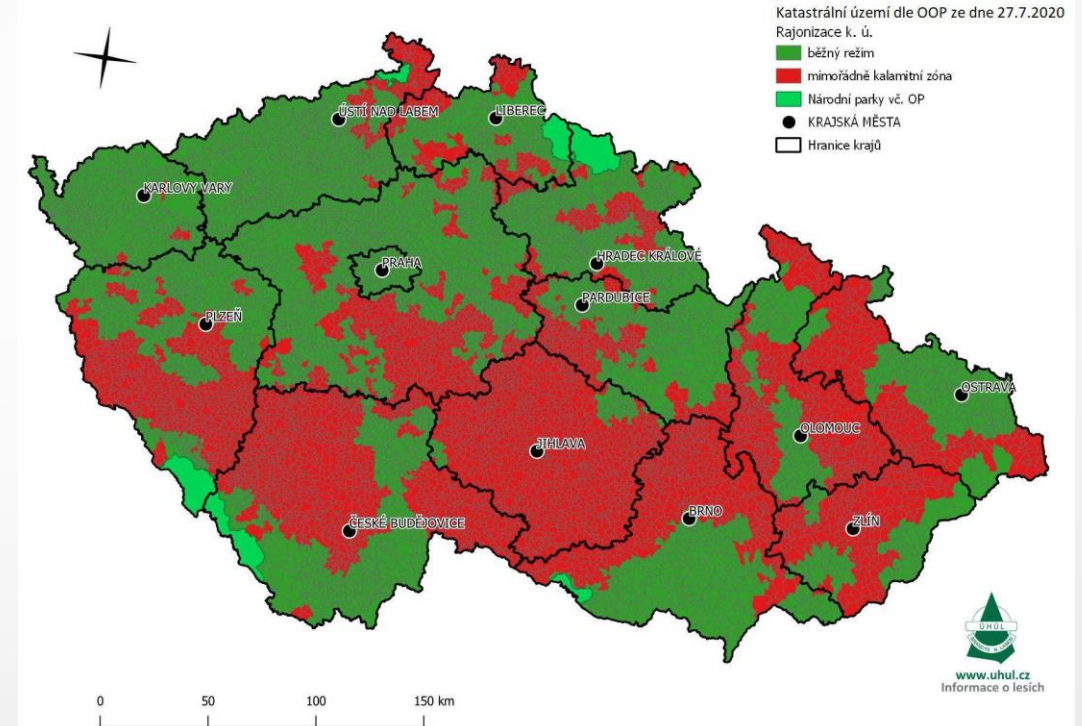 Katastrální území dle OOP ze dne 27.7.2020
Rajonizace k. ú.
běžný režim
mimořádně kalamitní zóna
Národní parky vč. OP
KRAJSKÁ MĚSTA
Hranice krajů
ÚSTÍ NAD LABEM
LIBEREC
KARLOVY VARY
PRAHA
HRADEC KRÁLOVÉ
PARDUBICE
PLZEŇ
OSTRAVA
OLOMOUC
JIHLAVA
BRNO
ZLÍN
ČESKÉ BUDĚJOVICE
ÚHÚL
www.uhul.cz
Informace o lesích
0 50 100 150 km